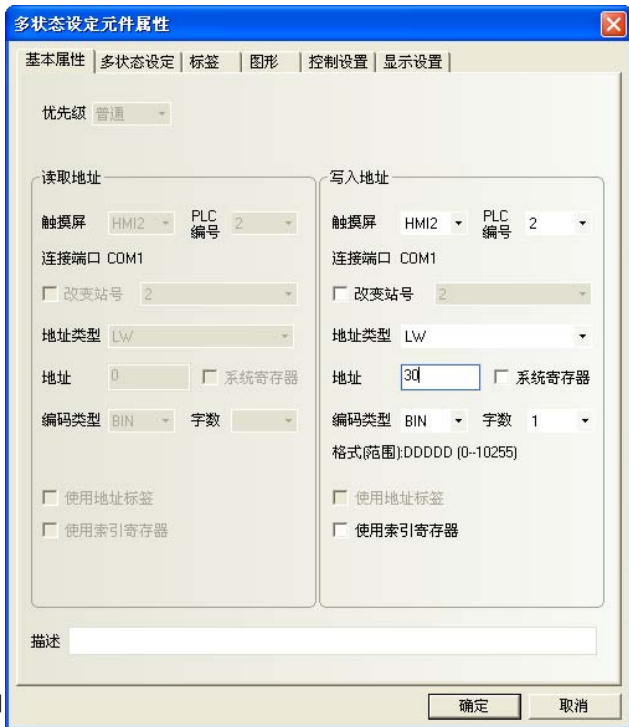 多状态设定元件属性
基本属性 多状态设定 标签 图形 控制设置 显示设置
优先级 普通
读取地址
触摸屏 HMI2 PLC编号 2
连接端口 COM1
改变站号 2
地址类型 LW
地址 0 系统寄存器
编码类型 BIN 字数
使用地址标签
使用索引寄存器
写入地址
触摸屏 HMI2 PLC编号 2
连接端口 COM1
改变站号 2
地址类型 LW
地址 30 系统寄存器
编码类型 BIN 字数 1
格式(范围):DDDDD (0--10255)
使用地址标签
使用索引寄存器
描述
确定 取消